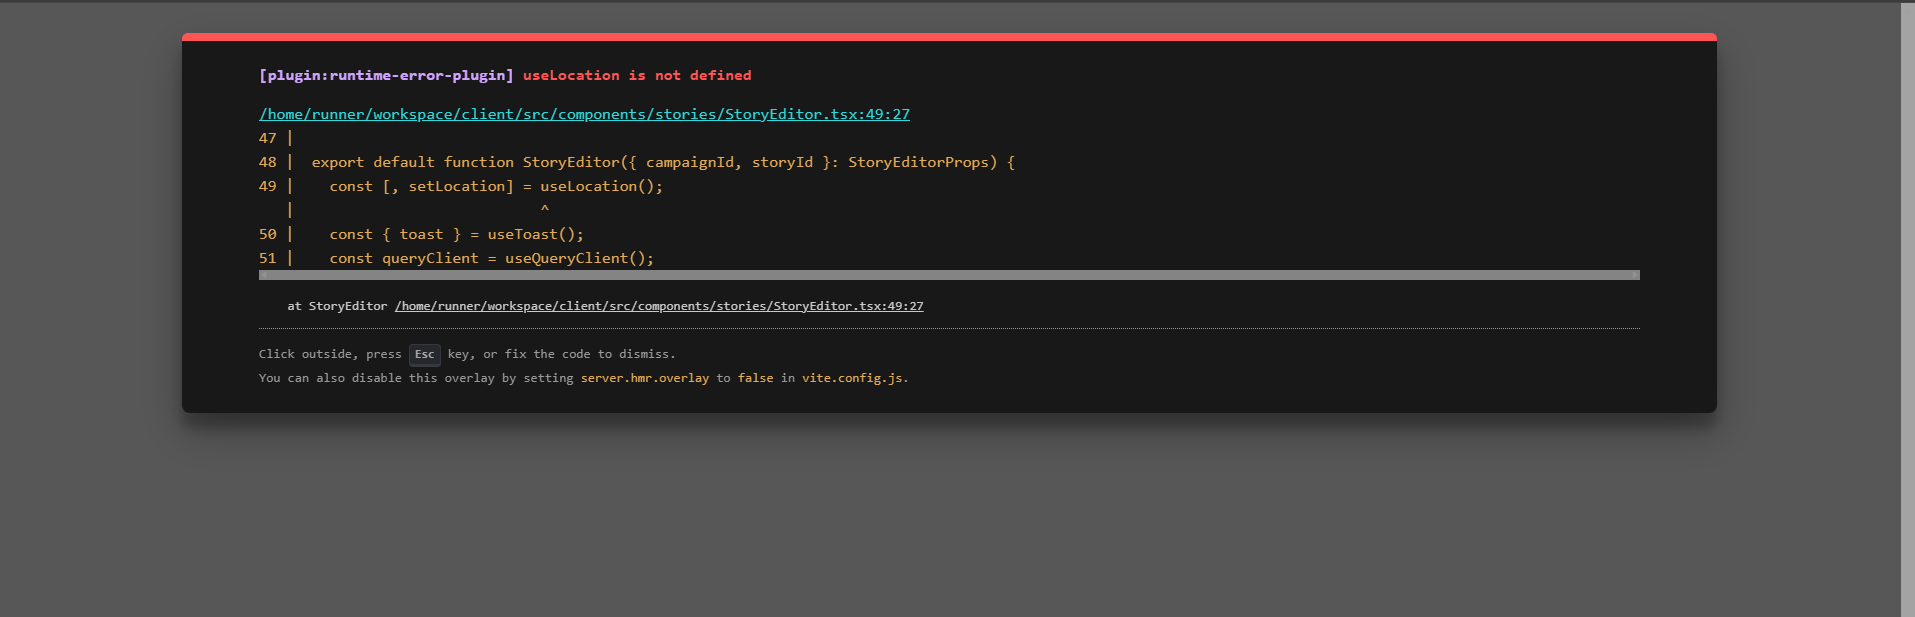 [plugin:runtime-error-plugin] useLocation is not defined
/home/runner/workspace/client/src/components/stories/StoryEditor.tsx:49:27
47 |
48 |  export default function StoryEditor({ campaignId, storyId }: StoryEditorProps) {
49 |    const [, setLocation] = useLocation();
   |                            ^
50 |    const { toast } = useToast();
51 |    const queryClient = useQueryClient();
at StoryEditor /home/runner/workspace/client/src/components/stories/StoryEditor.tsx:49:27
Click outside, press Esc key, or fix the code to dismiss.
You can also disable this overlay by setting server.hmr.overlay to false in vite.config.js.